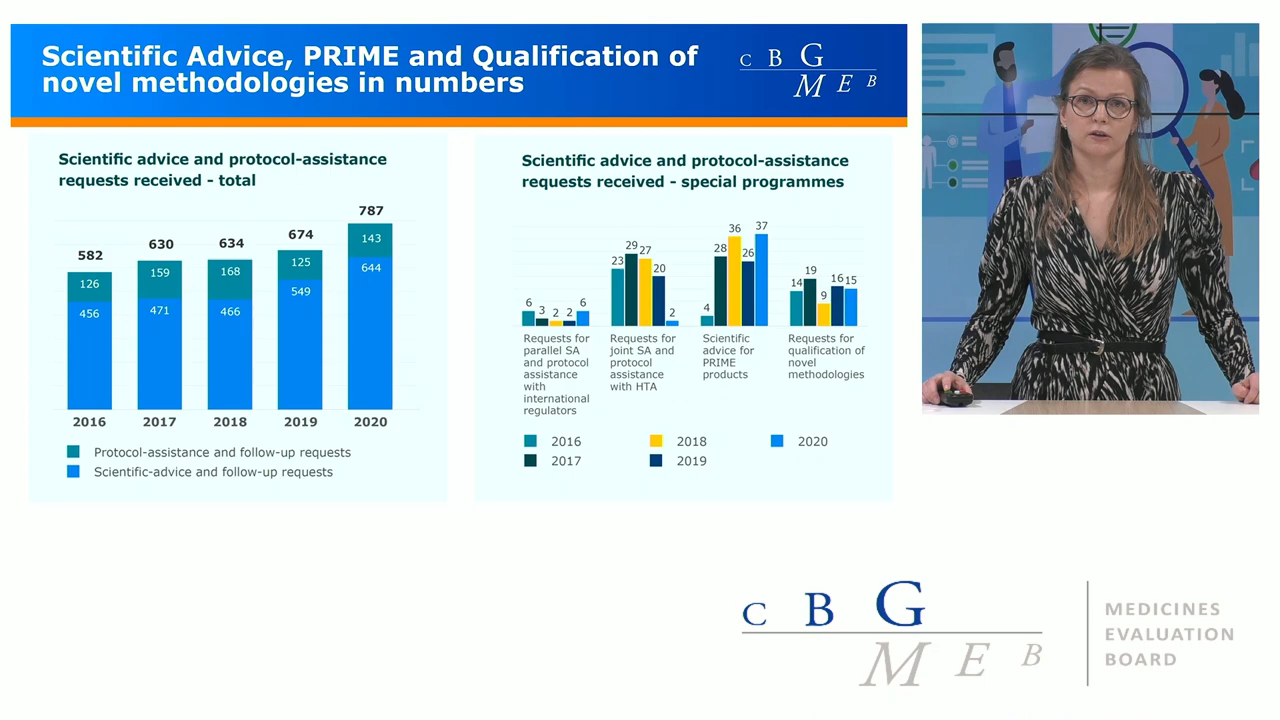 Scientific Advice, PRIME and Qualification of
novel methodologies in numbers
C B G
M E B
Scientific advice and protocol-assistance
requests received - total
582
630
634
674
787
126
159
168
125
143
456
471
466
549
644
2016
2017
2018
2019
2020
Protocol-assistance and follow-up requests
Scientific-advice and follow-up requests
Scientific advice and protocol-assistance
requests received - special programmes
6
3
2
2
6
23
29
27
20
2
4
28
36
26
37
14
19
9
16
15
Requests for
parallel SA
and protocol
assistance
with
international
regulators
Requests for
joint SA and
protocol
assistance
with HTA
Scientific
advice for
PRIME
products
Requests for
qualification of
novel
methodologies
2016
2018
2020
2017
2019
C B G
M E B
MEDICINES
EVALUATION
BOARD